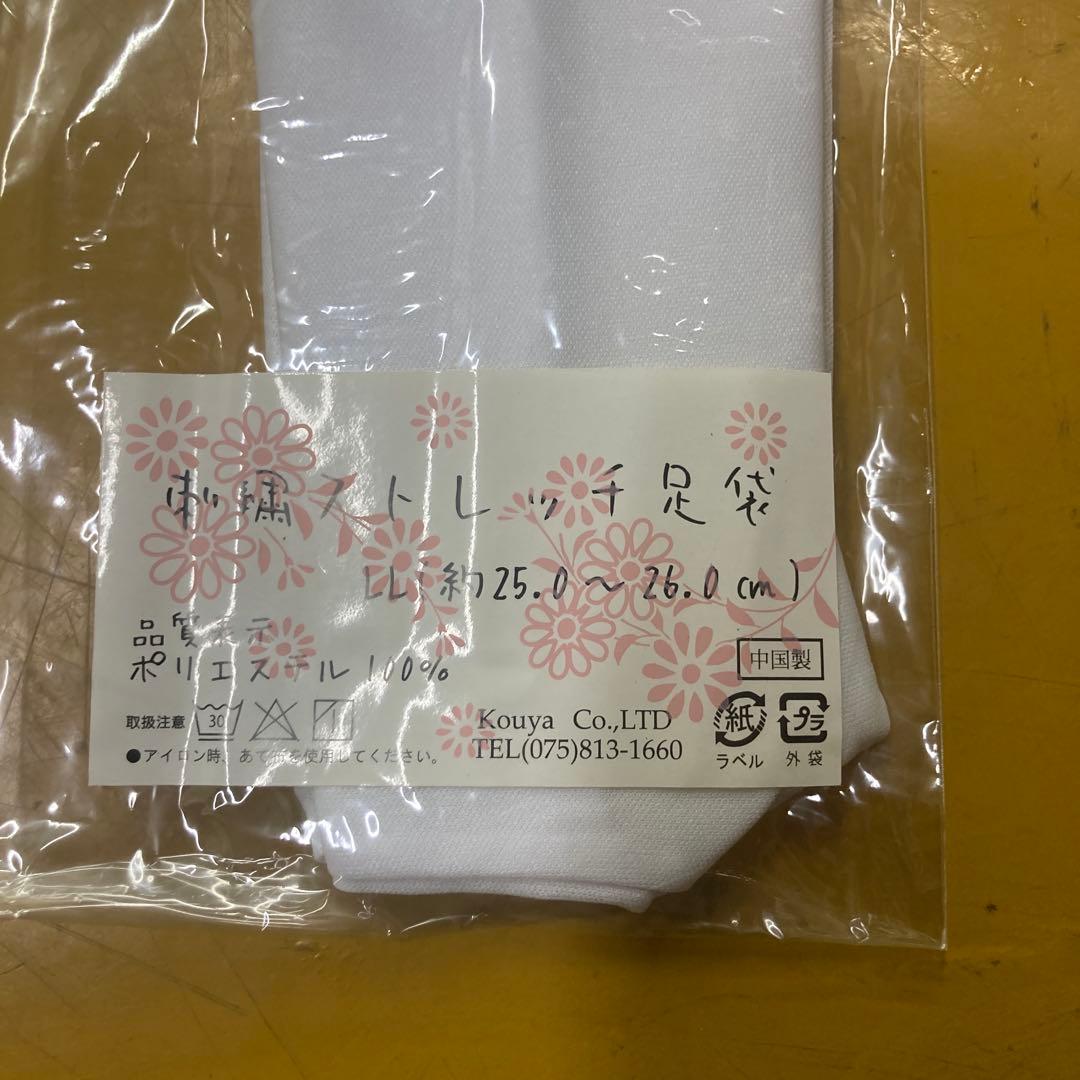 刺繍ストレッチ足袋
LL(約25.0～26.0cm)
品質表示
ポリエステル100%
中国製
取扱注意 30
●アイロン時、あて布を使用してください。
Kouya Co.,LTD
TEL(075)813-1660
紙
ラベル
プラ
外袋